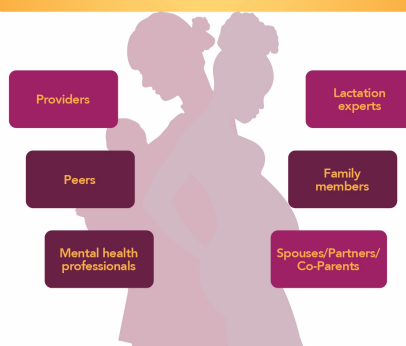 Providers
Lactation
experts
Peers
Family
members
Mental health
professionals
Spouses/Partners/
Co-Parents